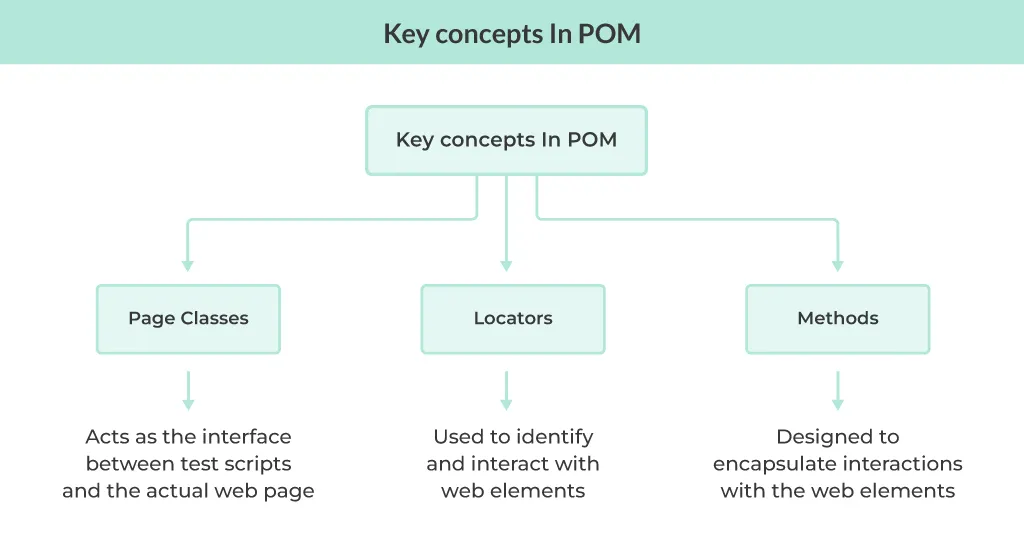 Key concepts In POM
Key concepts In POM
Page Classes
Locators
Methods
Acts as the interface
between test scripts
and the actual web page
Used to identify
and interact with
web elements
Designed to
encapsulate interactions
with the web elements